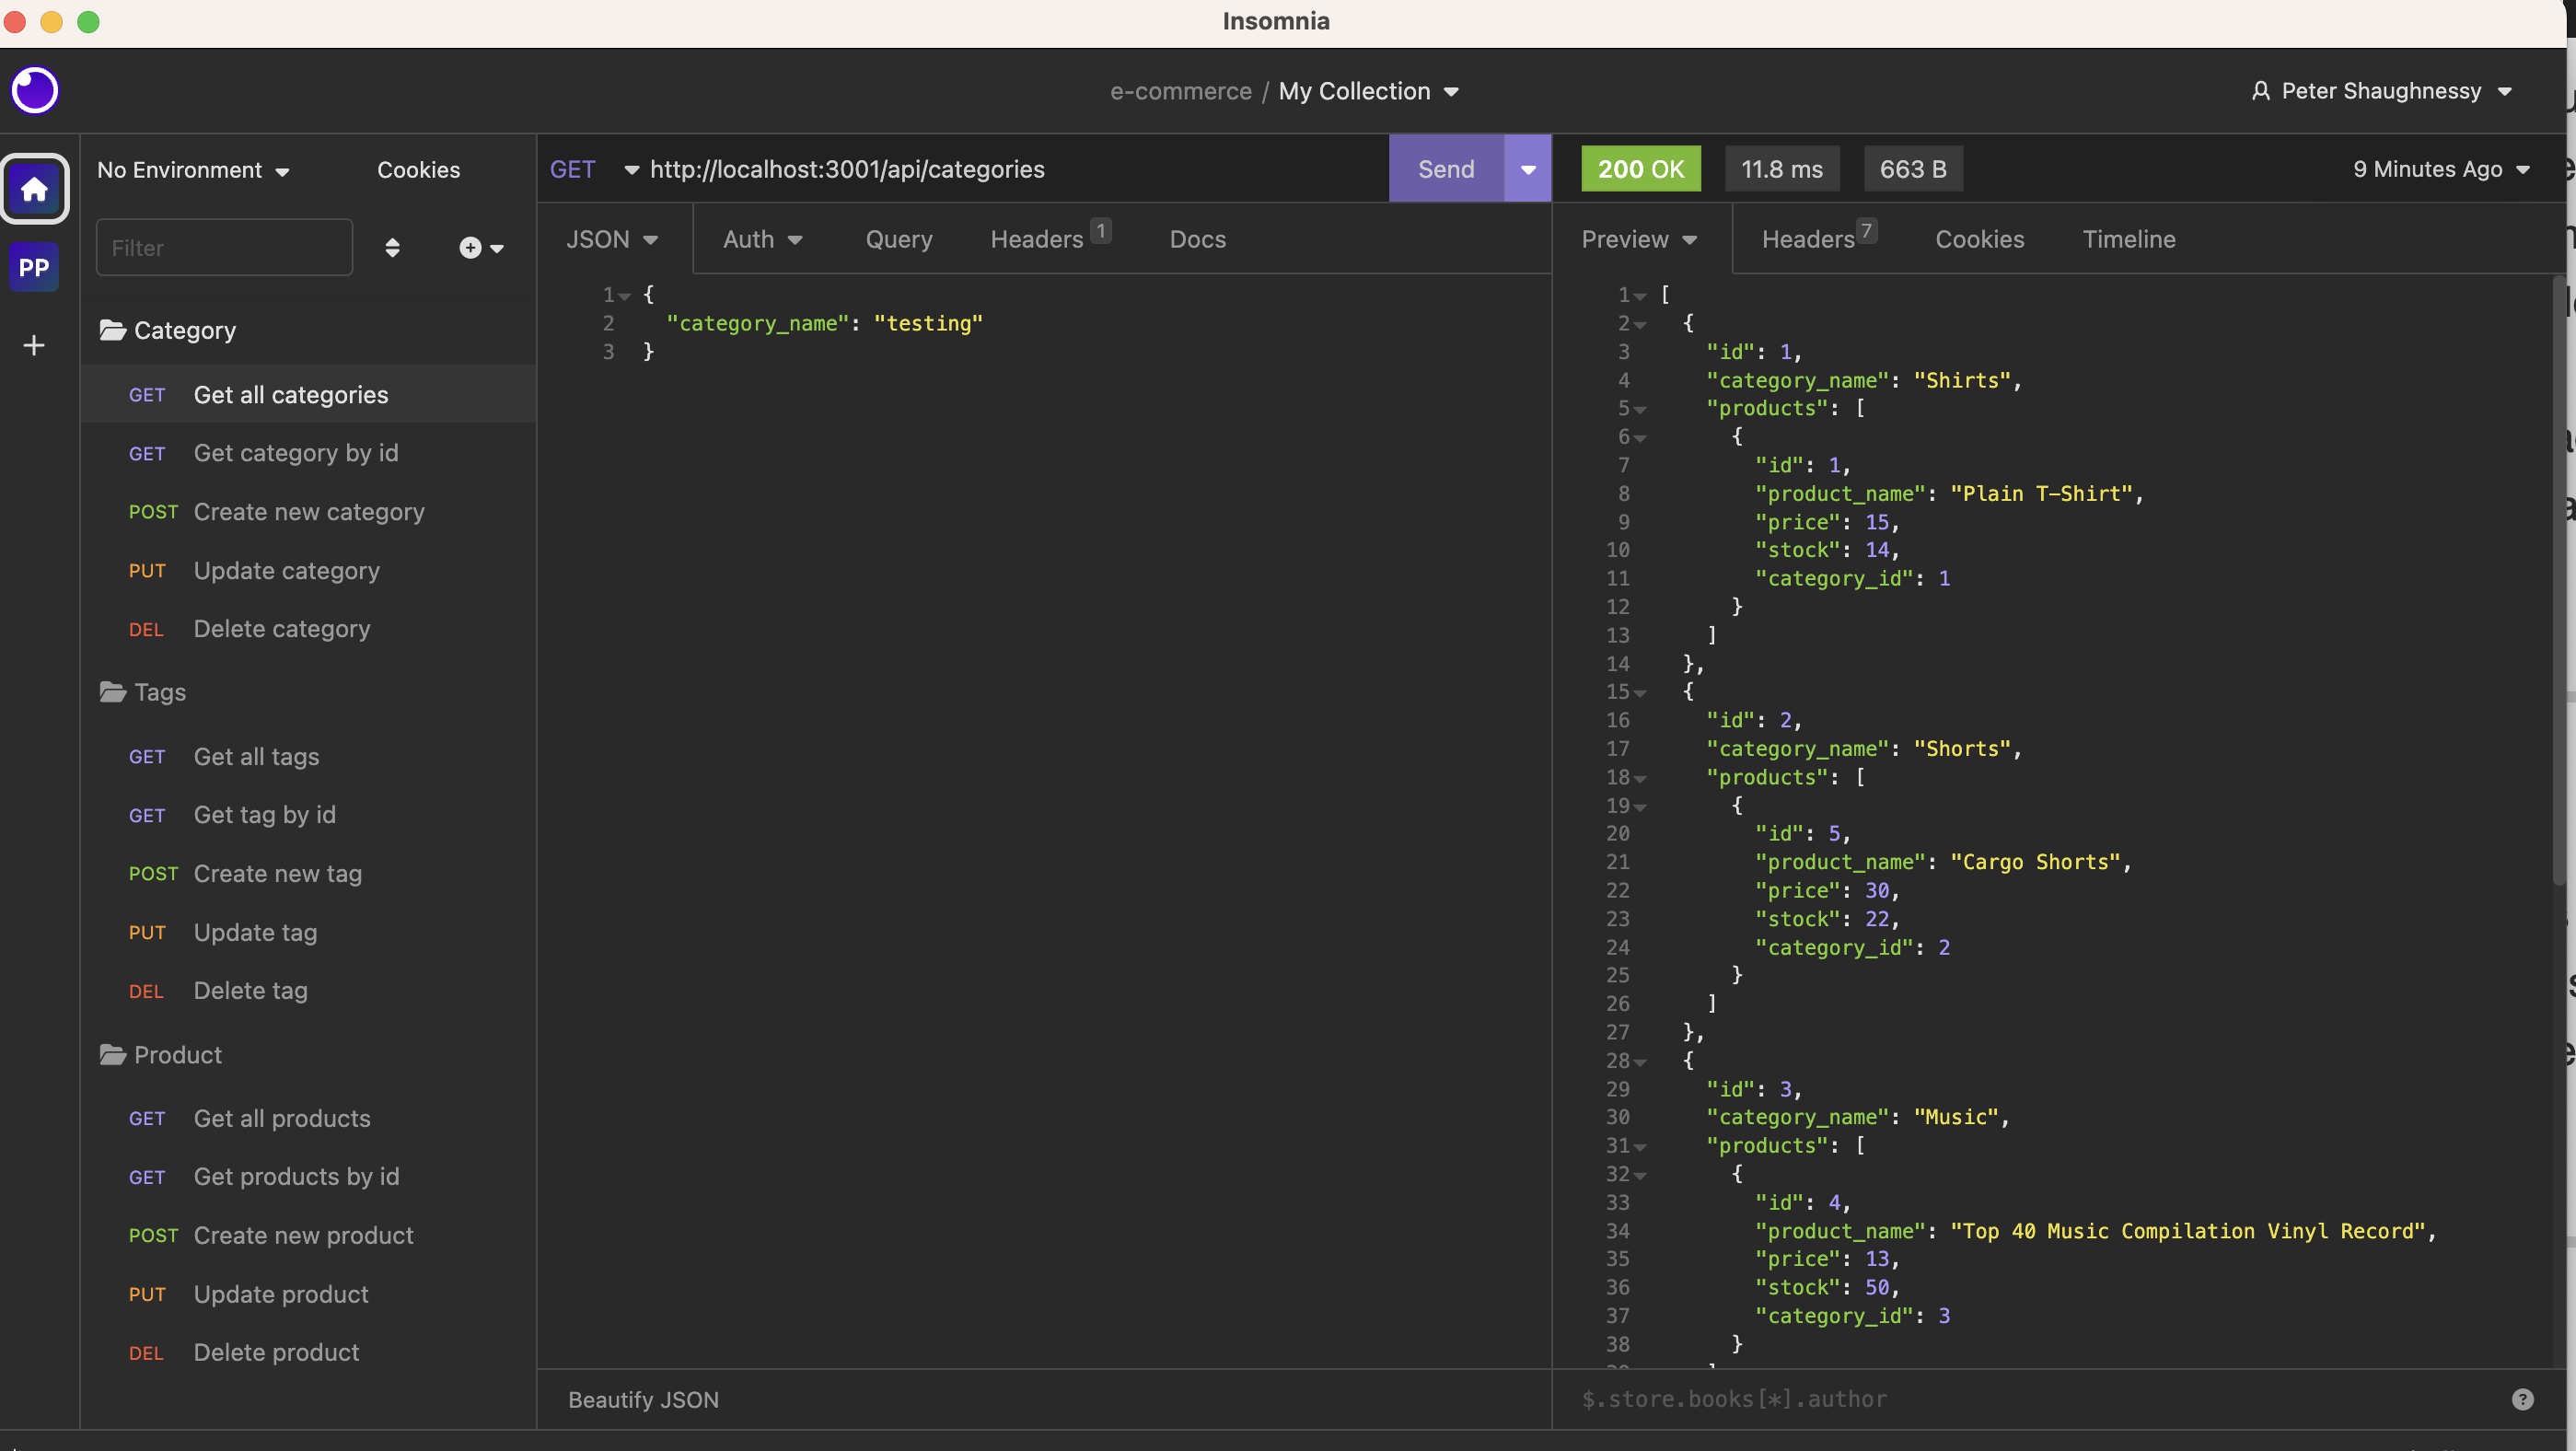 Insomnia
e-commerce / My Collection
Peter Shaughnessy
PP
No Environment
Cookies
Filter
Category
GET Get all categories
GET Get category by id
POST Create new category
PUT Update category
DEL Delete category
Tags
GET Get all tags
GET Get tag by id
POST Create new tag
PUT Update tag
DEL Delete tag
Product
GET Get all products
GET Get products by id
POST Create new product
PUT Update product
DEL Delete product
GET http://localhost:3001/api/categories Send
JSON Auth Query Headers 1 Docs
1 {
2 "category_name": "testing"
3 }
Beautify JSON
200 OK 11.8 ms 663 B 9 Minutes Ago
Preview Headers 7 Cookies Timeline
1 [
2 {
3 "id": 1,
4 "category_name": "Shirts",
5 "products": [
6 {
7 "id": 1,
8 "product_name": "Plain T-Shirt",
9 "price": 15,
10 "stock": 14,
11 "category_id": 1
12 }
13 ]
14 },
15 {
16 "id": 2,
17 "category_name": "Shorts",
18 "products": [
19 {
20 "id": 5,
21 "product_name": "Cargo Shorts",
22 "price": 30,
23 "stock": 22,
24 "category_id": 2
25 }
26 ]
27 },
28 {
29 "id": 3,
30 "category_name": "Music",
31 "products": [
32 {
33 "id": 4,
34 "product_name": "Top 40 Music Compilation Vinyl Record",
35 "price": 13,
36 "stock": 50,
37 "category_id": 3
38 }
$.store.books[*].author